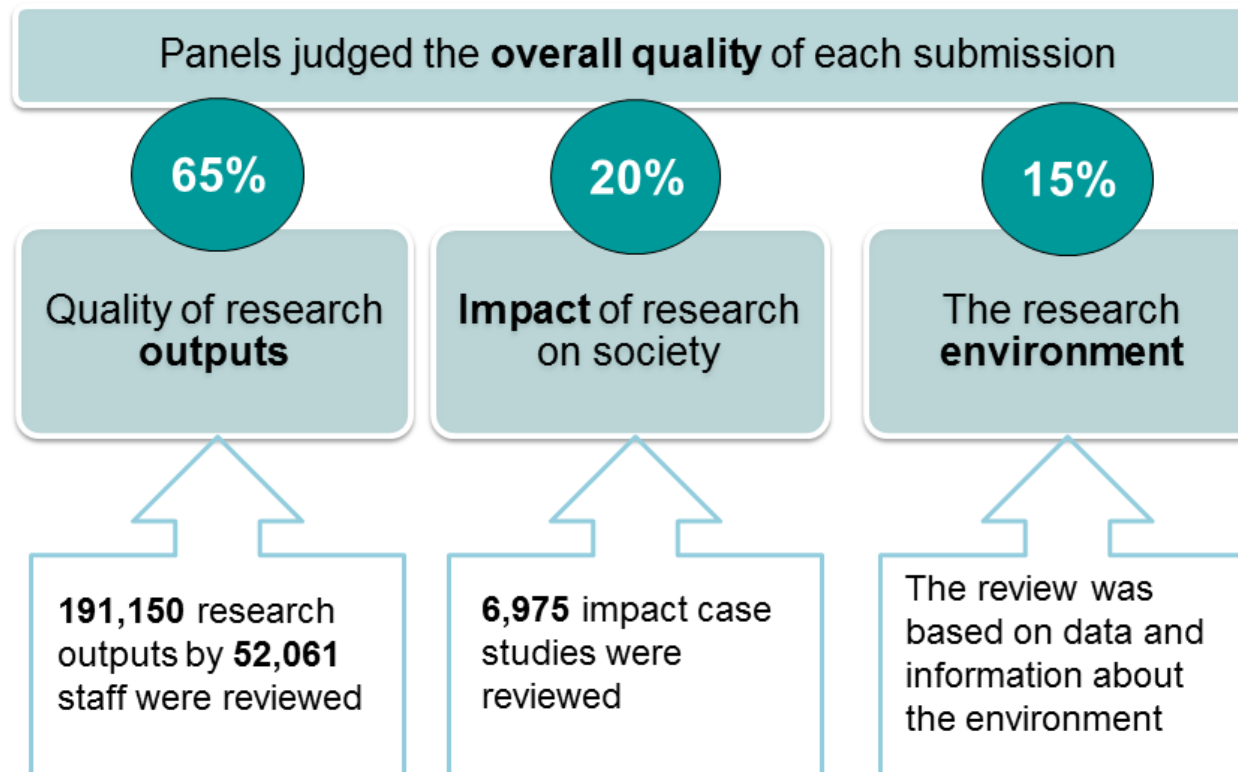 Panels judged the overall quality of each submission
65%
20%
15%
Quality of research
outputs
Impact of research
on society
The research
environment
191,150 research
outputs by 52,061
staff were reviewed
6,975 impact case
studies were
reviewed
The review was
based on data and
information about
the environment